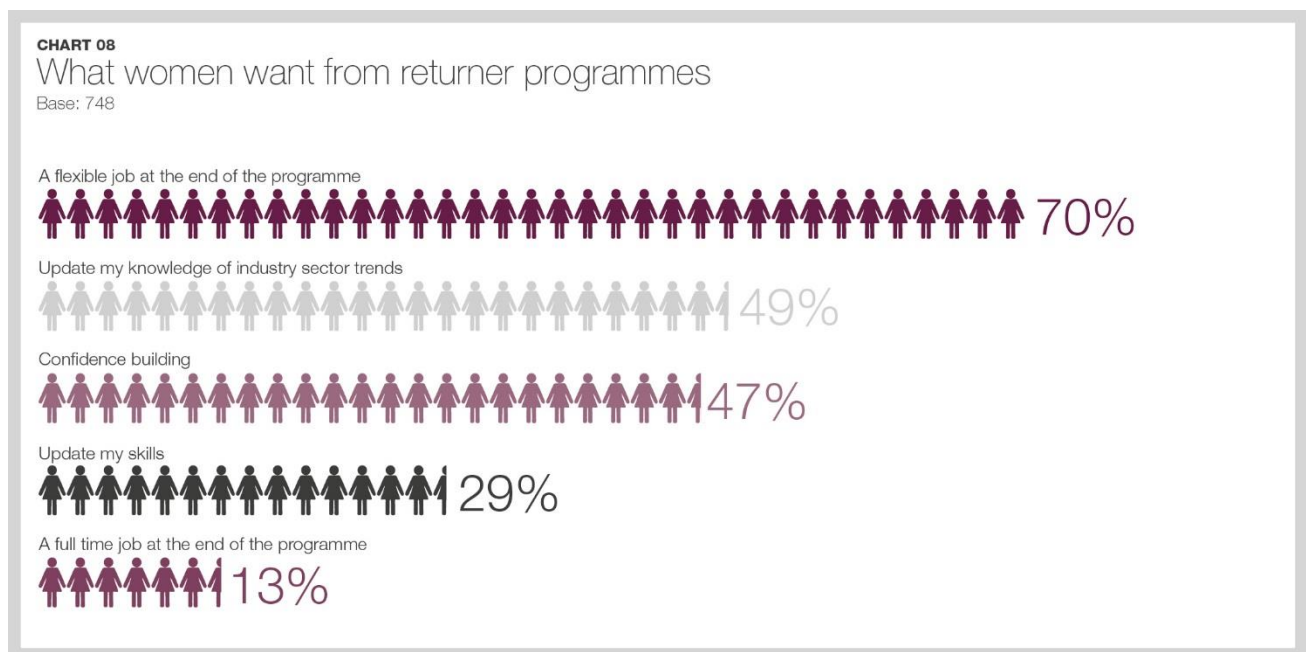 CHART 08
What women want from returner programmes
Base: 748
A flexible job at the end of the programme
70%
Update my knowledge of industry sector trends
49%
Confidence building
47%
Update my skills
29%
A full time job at the end of the programme
13%